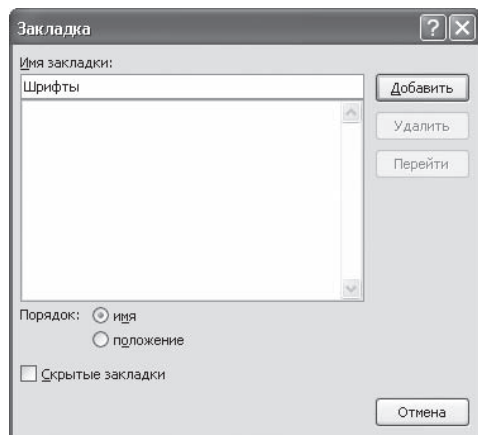 Закладка
Имя закладки:
Шрифты
Добавить
Удалить
Перейти
Порядок: имя
положение
Скрытые закладки
Отмена